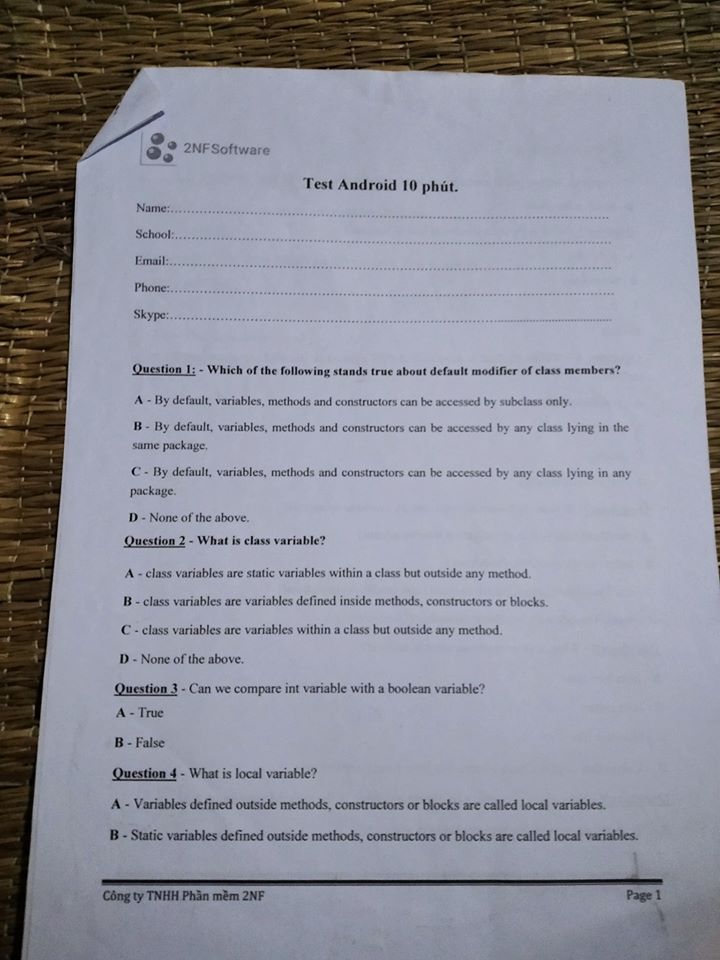 2NFSoftware
Test Android 10 phút.
Name:........................................................................
School:........................................................................
Email:........................................................................
Phone:........................................................................
Skype:........................................................................
Question 1: - Which of the following stands true about default modifier of class members?
A - By default, variables, methods and constructors can be accessed by subclass only.
B - By default, variables, methods and constructors can be accessed by any class lying in the
same package.
C - By default, variables, methods and constructors can be accessed by any class lying in any
package.
D - None of the above.
Question 2 - What is class variable?
A - class variables are static variables within a class but outside any method.
B - class variables are variables defined inside methods, constructors or blocks.
C - class variables are variables within a class but outside any method.
D - None of the above.
Question 3 - Can we compare int variable with a boolean variable?
A - True
B - False
Question 4 - What is local variable?
A - Variables defined outside methods, constructors or blocks are called local variables.
B - Static variables defined outside methods, constructors or blocks are called local variables.
Công ty TNHH Phần mềm 2NF
Page 1